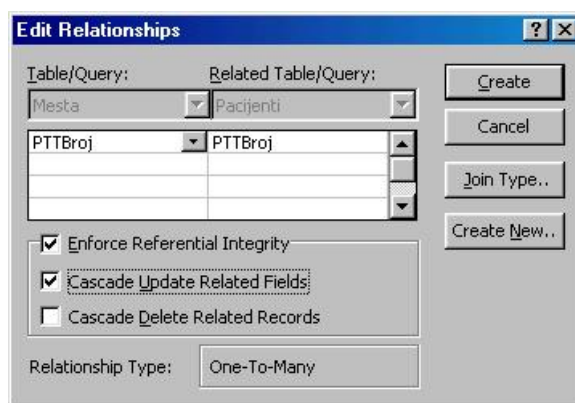 Edit Relationships
Table/Query: Related Table/Query:
Mesta Pacijenti
PTTBroj PTTBroj
Enforce Referential Integrity
Cascade Update Related Fields
Cascade Delete Related Records
Relationship Type: One-To-Many
Create
Cancel
Join Type..
Create New..